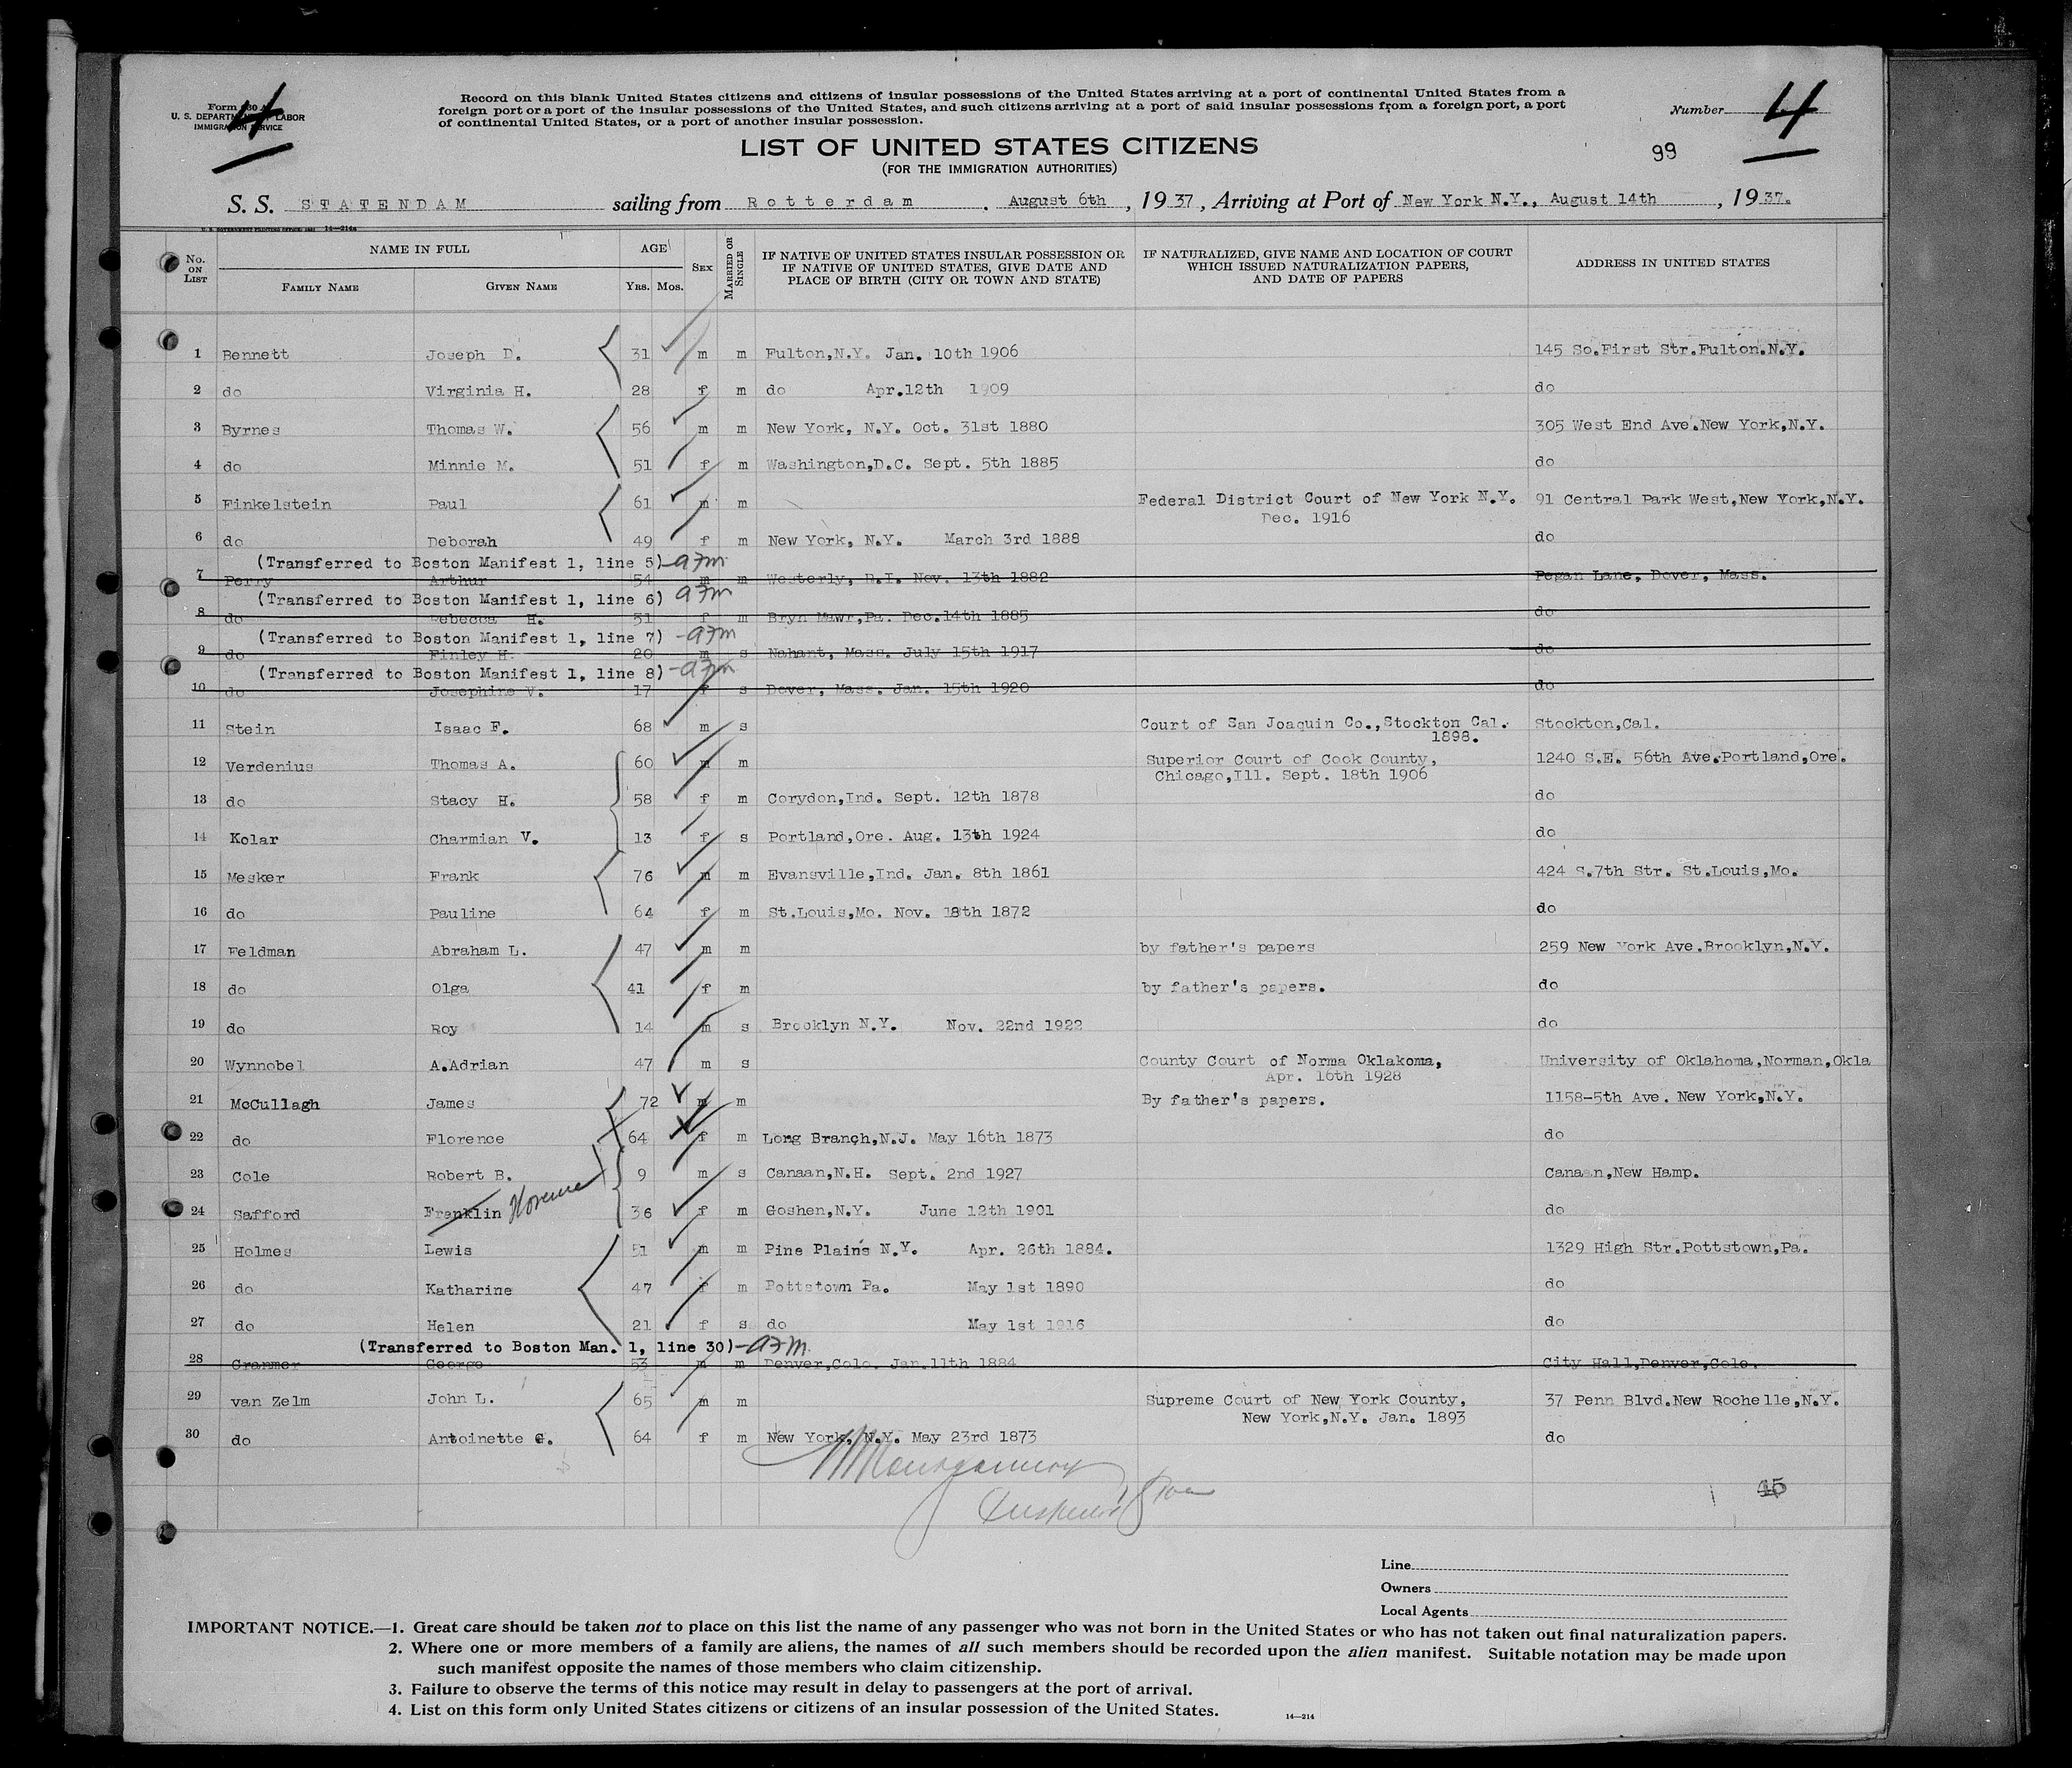 Form 630 A
U. S. DEPARTMENT OF LABOR
IMMIGRATION SERVICE
4
Record on this blank United States citizens and citizens of insular possessions of the United States arriving at a port of continental United States from a
foreign port or a port of the insular possessions of the United States, and such citizens arriving at a port of said insular possessions from a foreign port, a port
of continental United States, or a port of another insular possession.
Number 4
LIST OF UNITED STATES CITIZENS
(FOR THE IMMIGRATION AUTHORITIES)
99
S. S. STATENDAM sailing from Rotterdam . August 6th , 19 37 , Arriving at Port of New York N.Y., August 14th , 19 37.
14—214a
No. ON LIST NAME IN FULL AGE SEX MARRIED OR SINGLE IF NATIVE OF UNITED STATES INSULAR POSSESSION OR IF NATIVE OF UNITED STATES, GIVE DATE AND PLACE OF BIRTH (CITY OR TOWN AND STATE) IF NATURALIZED, GIVE NAME AND LOCATION OF COURT WHICH ISSUED NATURALIZATION PAPERS, AND DATE OF PAPERS ADDRESS IN UNITED STATES
FAMILY NAME GIVEN NAME YRS. MOS.
1 Bennett Joseph D. 31 m m Fulton,N.Y. Jan. 10th 1906 145 So.First Str.Fulton.N.Y.
2 do Virginia H. 28 f m do Apr.12th 1909 do
3 Byrnes Thomas W. 56 m m New York, N.Y. Oct. 31st 1880 305 West End Ave.New York,N.Y.
4 do Minnie M. 51 f m Washington,D.C. Sept. 5th 1885 do
5 Finkelstein Paul 61 m m Federal District Court of New York N.Y. 91 Central Park West,New York,N.Y.
Dec. 1916
6 do Deborah 49 f m New York, N.Y. March 3rd 1888 do
(Transferred to Boston Manifest 1, line 5)-a7m
7 Perry Arthur 54 m m Westerly, R.I. Nov. 13th 1882 Pegan Lane, Dover, Mass.
(Transferred to Boston Manifest 1, line 6) a7m
8 do Rebecca H. 51 f m Bryn Mawr,Pa. Dec.14th 1885 do
(Transferred to Boston Manifest 1, line 7) -a7m
9 do Finley H. 20 m s Nahant, Mass. July 15th 1917 do
(Transferred to Boston Manifest 1, line 8)-a7m
10 do Josephine V. 17 f s Dover, Mass. Jan. 15th 1920 do
11 Stein Isaac F. 68 m s Court of San Joaquin Co.,Stockton Cal. Stockton,Cal.
1898.
12 Verdenius Thomas A. 60 m m Superior Court of Cook County, 1240 S.E. 56th Ave.Portland,Ore.
Chicago,Ill. Sept. 18th 1906
13 do Stacy H. 58 f m Corydon,Ind. Sept. 12th 1878 do
14 Kolar Charmian V. 13 f s Portland,Ore. Aug. 13th 1924 do
15 Mesker Frank 76 m m Evansville,Ind. Jan. 8th 1861 424 S.7th Str. St.Louis,Mo.
16 do Pauline 64 f m St.Louis,Mo. Nov. 18th 1872 do
17 Feldman Abraham L. 47 m m by father's papers 259 New York Ave.Brooklyn,N.Y.
18 do Olga 41 f m by father's papers. do
19 do Roy 14 m s Brooklyn N.Y. Nov. 22nd 1922 do
20 Wynnobel A.Adrian 47 m s County Court of Norma Oklakoma, University of Oklahoma,Norman,Okla
Apr. 16th 1928
21 McCullagh James 72 m m By father's papers. 1158-5th Ave. New York,N.Y.
22 do Florence 64 f m Long Branch,N.J. May 16th 1873 do
23 Cole Robert B. 9 m s Canaan,N.H. Sept. 2nd 1927 Canaan,New Hamp.
24 Safford Franklin Florence 36 f m Goshen,N.Y. June 12th 1901 do
25 Holmes Lewis 51 m m Pine Plains N.Y. Apr. 26th 1884. 1329 High Str.Pottstown,Pa.
26 do Katharine 47 f m Pottstown Pa. May 1st 1890 do
27 do Helen 21 f s do May 1st 1916 do
(Transferred to Boston Man. 1, line 30)-a7m
28 Cranmer George 53 m m Denver,Colo. Jan.11th 1884 City Hall,Denver,Colo.
29 van Zelm John L. 65 m m Supreme Court of New York County, 37 Penn Blvd.New Rochelle,N.Y.
New York,N.Y. Jan. 1893
30 do Antoinette G. 64 f m New York, N.Y. May 23rd 1873 do
Montgomery
Line
Owners
Local Agents
IMPORTANT NOTICE.—1. Great care should be taken not to place on this list the name of any passenger who was not born in the United States or who has not taken out final naturalization papers.
2. Where one or more members of a family are aliens, the names of all such members should be recorded upon the alien manifest. Suitable notation may be made upon
such manifest opposite the names of those members who claim citizenship.
3. Failure to observe the terms of this notice may result in delay to passengers at the port of arrival.
4. List on this form only United States citizens or citizens of an insular possession of the United States.
14—214